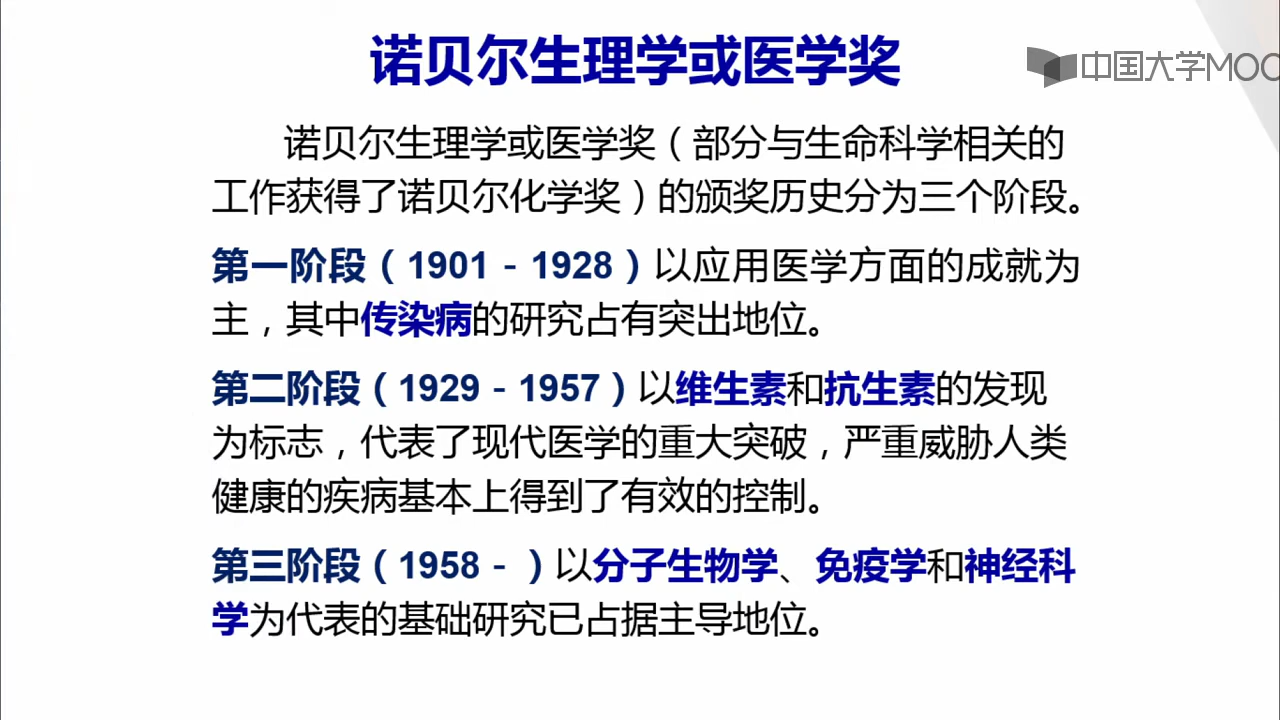 诺贝尔生理学或医学奖
中国大学MOO
诺贝尔生理学或医学奖（部分与生命科学相关的
工作获得了诺贝尔化学奖）的颁奖历史分为三个阶段。
第一阶段（1901－1928）以应用医学方面的成就为
主，其中传染病的研究占有突出地位。
第二阶段（1929－1957）以维生素和抗生素的发现
为标志，代表了现代医学的重大突破，严重威胁人类
健康的疾病基本上得到了有效的控制。
第三阶段（1958－ ）以分子生物学、免疫学和神经科
学为代表的基础研究已占据主导地位。